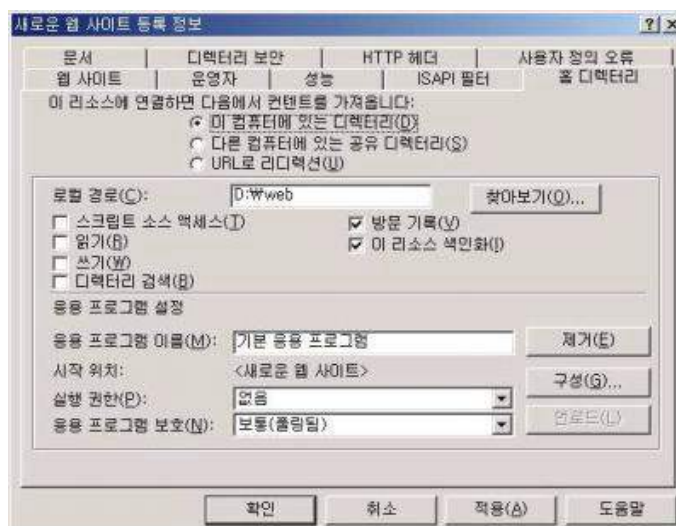 새로운 웹 사이트 등록 정보
문서 디렉터리 보안 HTTP 헤더 사용자 정의 오류
웹 사이트 운영자 성능 ISAPI 필터 홈 디렉터리
이 리소스에 연결하면 다음에서 컨텐트를 가져옵니다:
이 컴퓨터에 있는 디렉터리(D)
다른 컴퓨터에 있는 공유 디렉터리(S)
URL로 리디렉션(U)
로컬 경로(C): D:₩web 찾아보기(O)...
스크립트 소스 액세스(T) 방문 기록(V)
읽기(R) 이 리소스 색인화(I)
쓰기(W)
디렉터리 검색(B)
응용 프로그램 설정
응용 프로그램 이름(M): 기본 응용 프로그램 제거(E)
시작 위치: <새로운 웹 사이트>
구성(G)...
실행 권한(P): 없음
응용 프로그램 보호(N): 보통(풀링됨) 언로드(L)
확인 취소 적용(A) 도움말